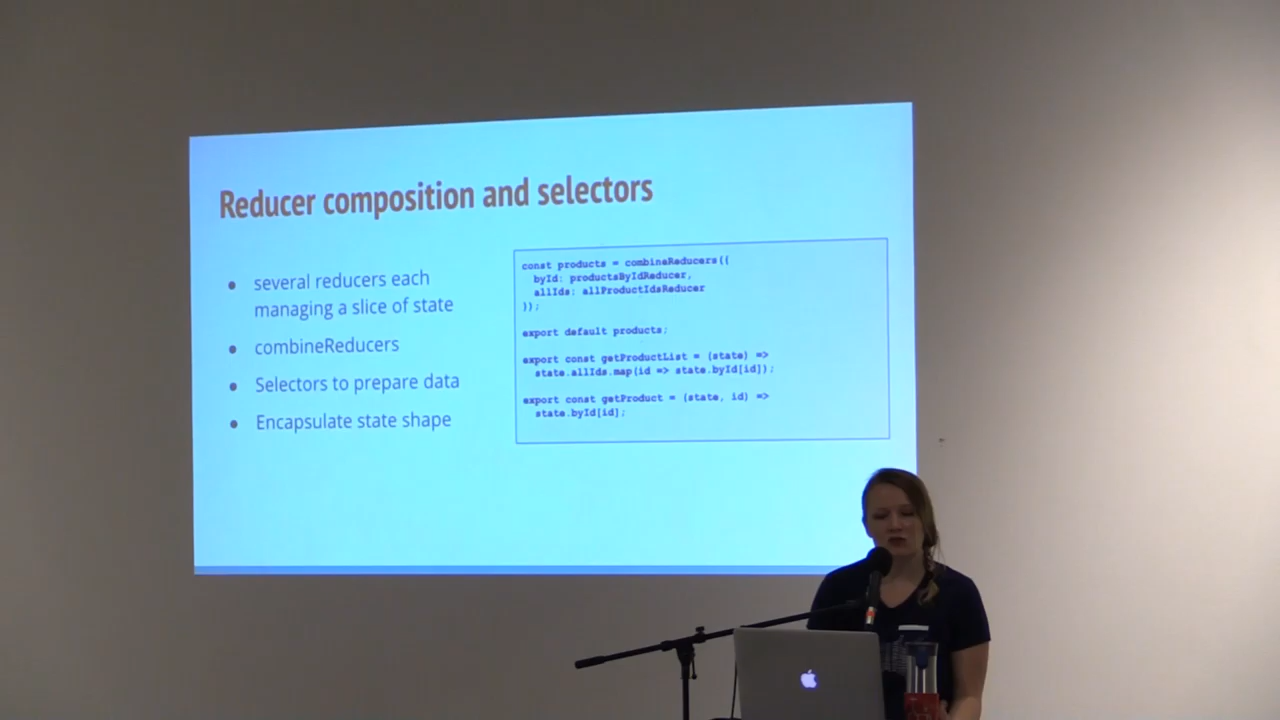 Reducer composition and selectors
several reducers each
managing a slice of state
combineReducers
Selectors to prepare data
Encapsulate state shape
const products = combineReducers({
byId: productsByIdReducer,
allIds: allProductIdsReducer
});
export default products;
export const getProductList = (state) =>
state.allIds.map(id => state.byId[id]);
export const getProduct = (state, id) =>
state.byId[id];